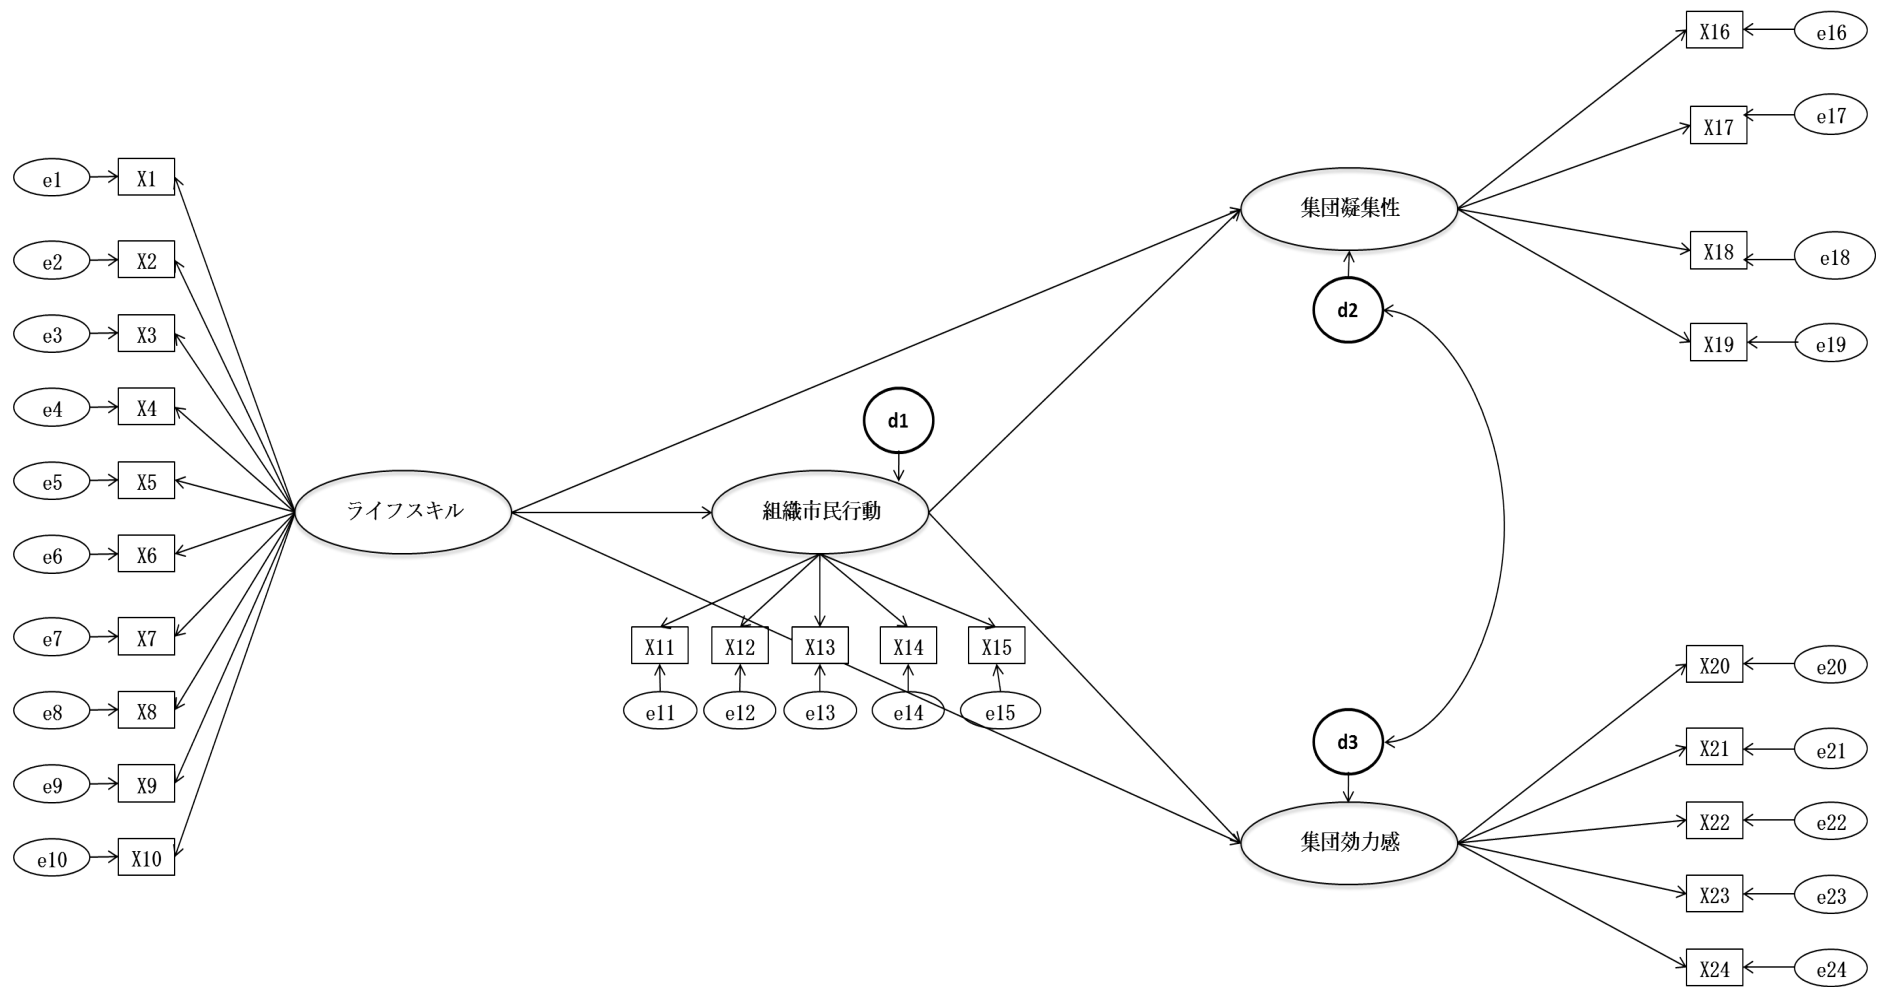 e1 X1
e2 X2
e3 X3
e4 X4
e5 X5
e6 X6
e7 X7
e8 X8
e9 X9
e10 X10
ライフスキル
d1
組織市民行動
X11 X12 X13 X14 X15
e11 e12 e13 e14 e15
集団凝集性
d2
d3
集団効力感
X16 e16
X17 e17
X18 e18
X19 e19
X20 e20
X21 e21
X22 e22
X23 e23
X24 e24